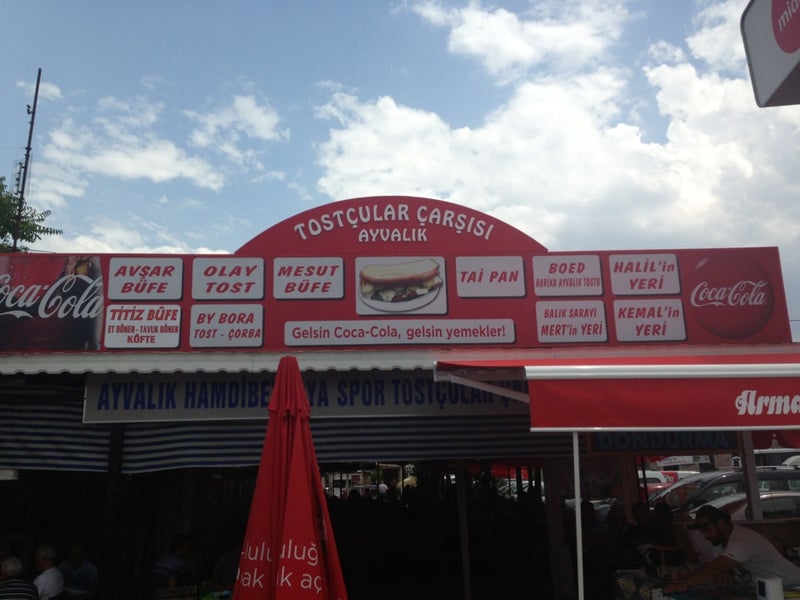 TOSTÇULAR ÇARŞISI
AYVALIK
Coca-Cola
AVŞAR
BÜFE
OLAY
TOST
MESUT
BÜFE
TAI PAN
BOED
HARİKA AYVALIK TOSTU
HALİL'in
YERİ
Coca-Cola
TİTİZ BÜFE
ET DÖNER - TAVUK DÖNER
KÖFTE
BY BORA
TOST - ÇORBA
Gelsin Coca-Cola, gelsin yemekler!
BALIK SARAYI
MERT'in YERİ
KEMAL'in
YERİ
AYVALIK HAMDİBE YA SPOR TOSTÇULAR
DONDURMA